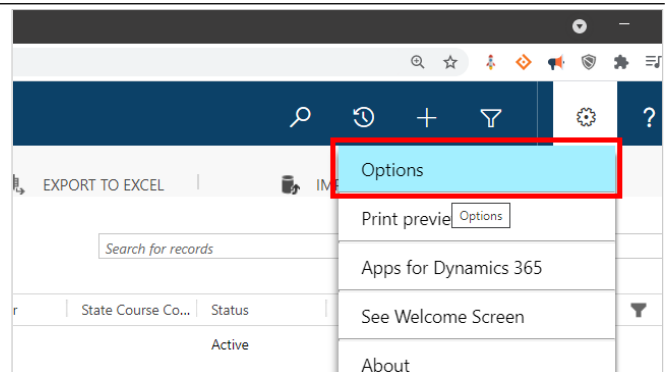 ?
Options
EXPORT TO EXCEL
Print previe
Options
Search for records
Apps for Dynamics 365
State Course Co...
Status
See Welcome Screen
Active
About